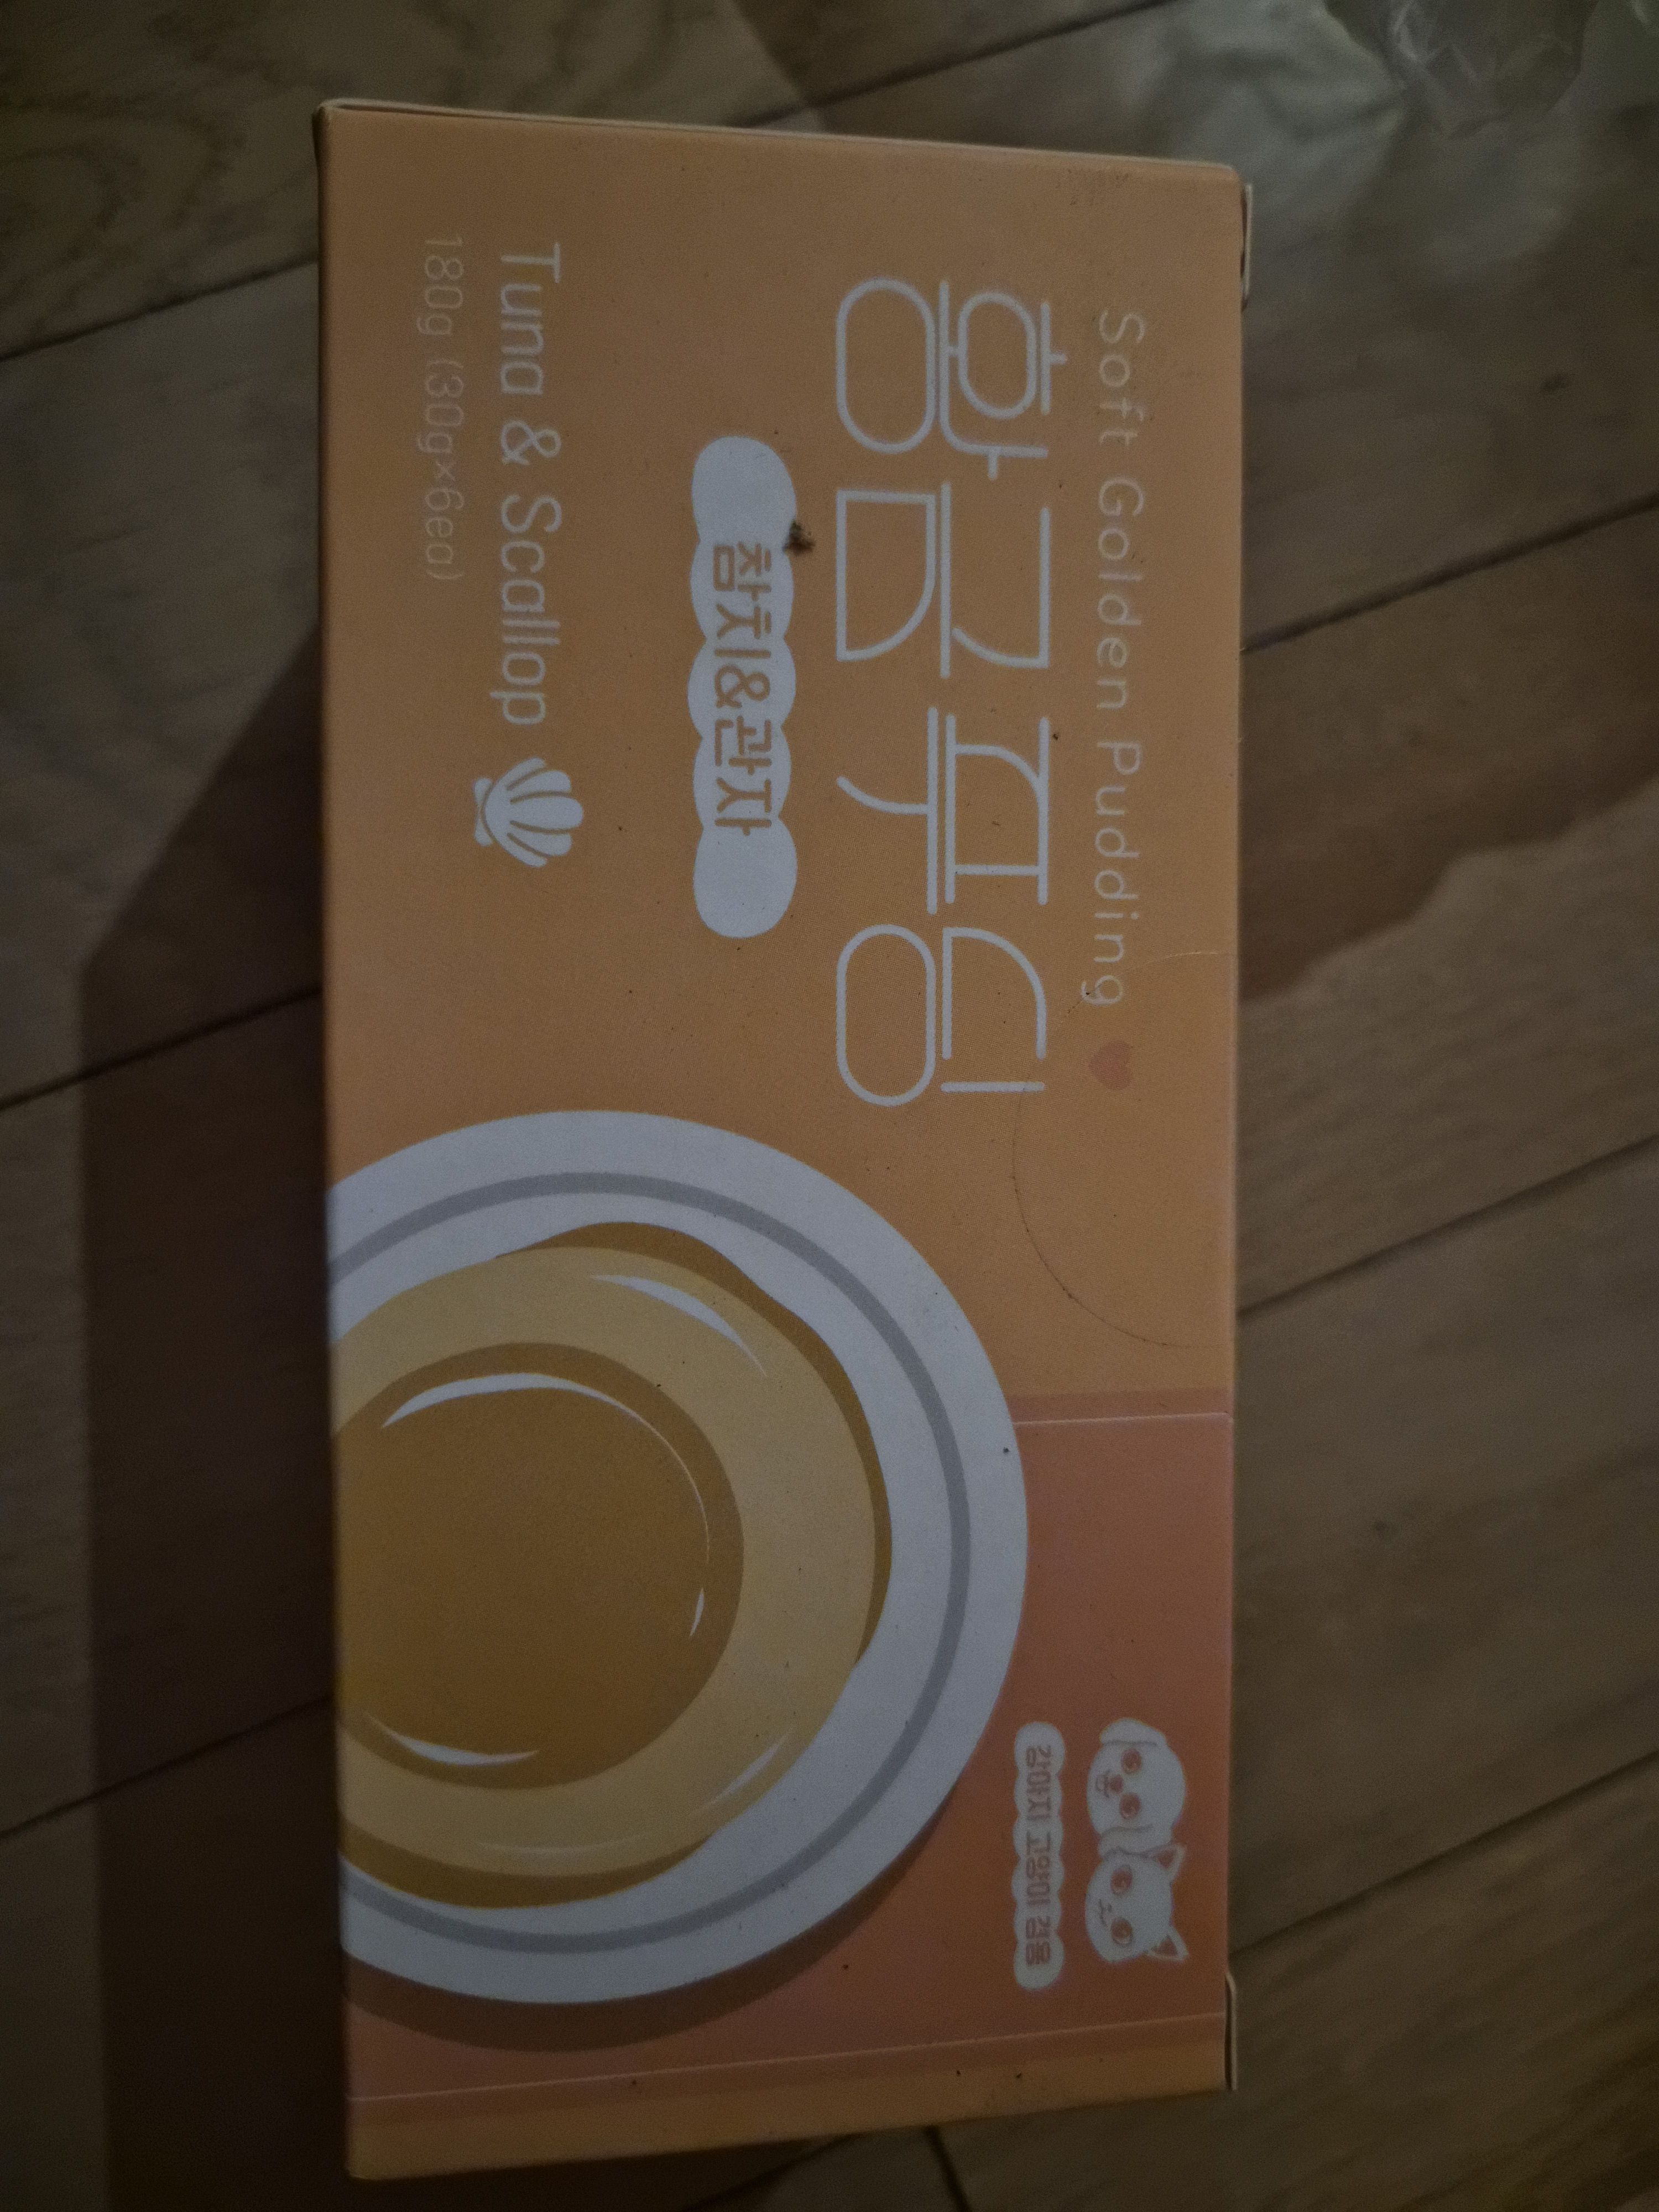 Soft Golden Pudding
황금푸딩
참치&관자
Tuna & Scallop
180g (30g×6ea)
강아지 고양이 겸용